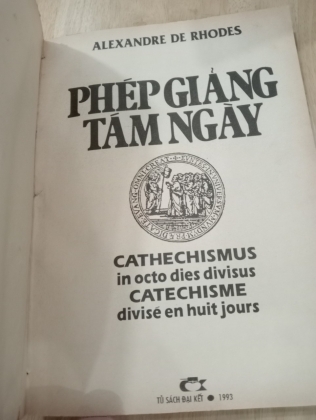 ALEXANDRE DE RHODES
PHÉP GIẢNG
TÁM NGÀY
CATHECHISMUS
in octo dies divisus
CATECHISME
divisé en huit jours
TỦ SÁCH ĐẠI KẾT ● 1993